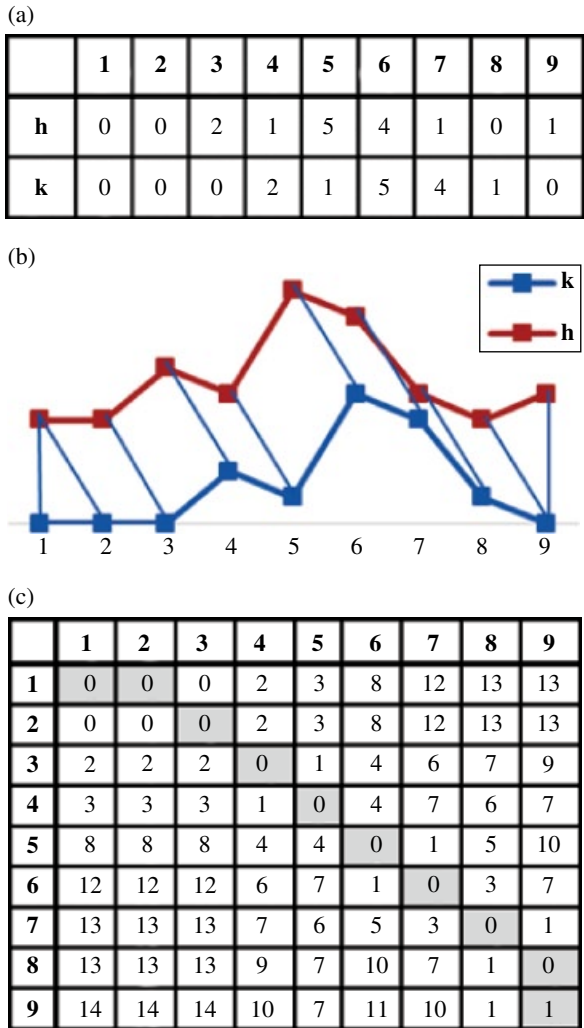 (a)
1 2 3 4 5 6 7 8 9
h 0 0 2 1 5 4 1 0 1
k 0 0 0 2 1 5 4 1 0
(b)
k
h
1 2 3 4 5 6 7 8 9
(c)
1 2 3 4 5 6 7 8 9
1 0 0 0 2 3 8 12 13 13
2 0 0 0 2 3 8 12 13 13
3 2 2 2 0 1 4 6 7 9
4 3 3 3 1 0 4 7 6 7
5 8 8 8 4 4 0 1 5 10
6 12 12 12 6 7 1 0 3 7
7 13 13 13 7 6 5 3 0 1
8 13 13 13 9 7 10 7 1 0
9 14 14 14 10 7 11 10 1 1